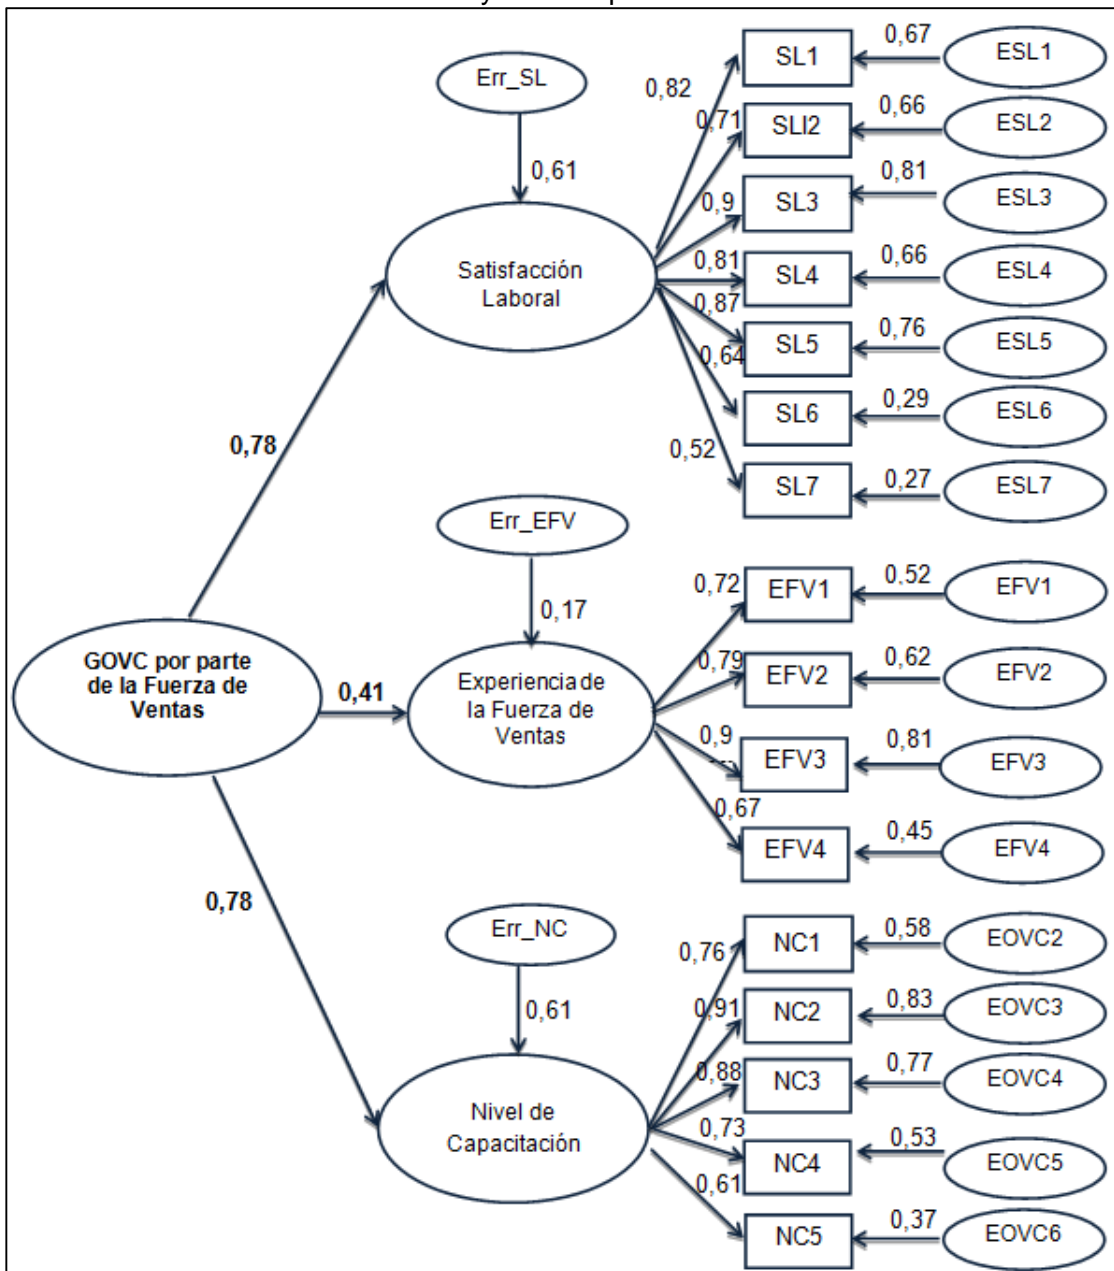 0,67
SL1
ESL1
Err_SL
0,82
0,71
0,66
SLI2
ESL2
0,61
0,9
0,81
SL3
ESL3
Satisfacción
Laboral
0,81
0,66
SL4
ESL4
0,87
0,76
SL5
ESL5
0,64
0,29
SL6
ESL6
0,78
0,52
0,27
SL7
ESL7
Err_EFV
0,72
0,52
EFV1
EFV1
0,17
GOVC por parte
de la Fuerza de
Ventas
0,41
Experiencia de
la Fuerza de
Ventas
0,79
0,62
EFV2
EFV2
0,9
0,81
EFV3
EFV3
0,67
0,45
EFV4
EFV4
0,78
Err_NC
0,76
0,58
NC1
EOVC2
0,61
0,91
0,83
NC2
EOVC3
0,88
0,77
NC3
EOVC4
Nivel de
Capacitación
0,73
0,53
NC4
EOVC5
0,61
0,37
NC5
EOVC6